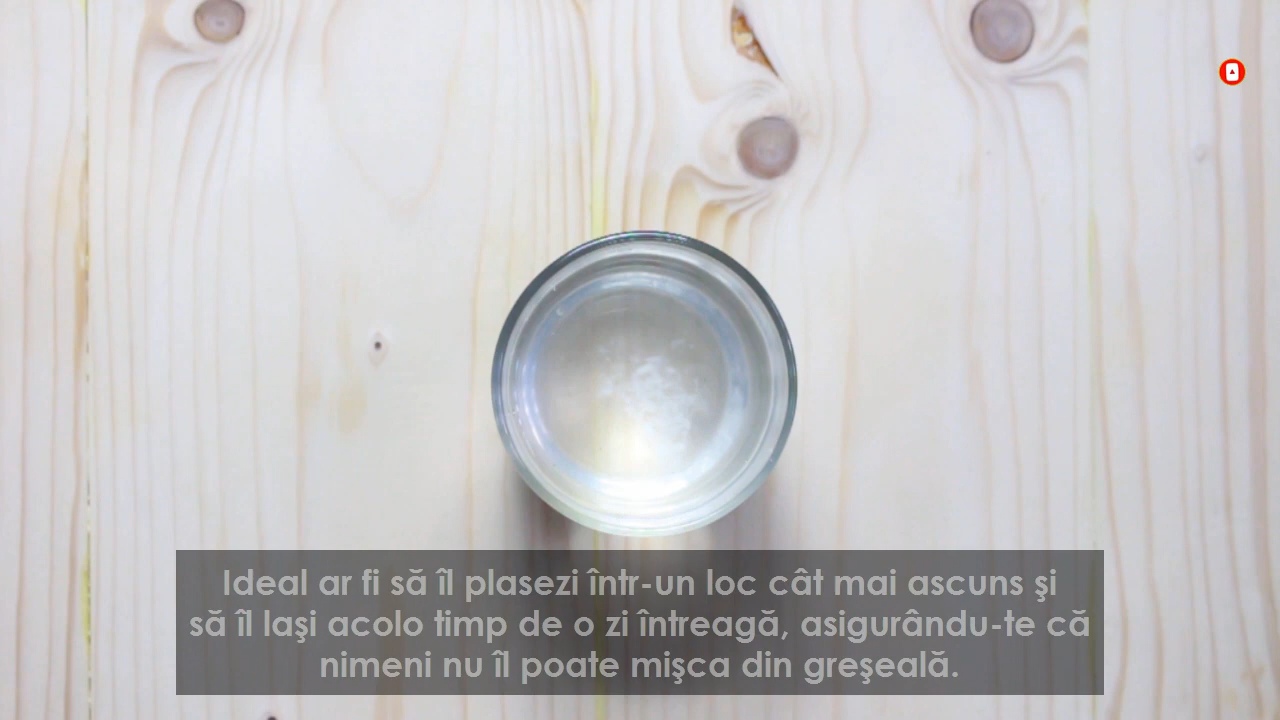 Ideal ar fi să îl plasezi într-un loc cât mai ascuns şi
să îl laşi acolo timp de o zi întreagă, asigurându-te că
nimeni nu îl poate mişca din greşeală.